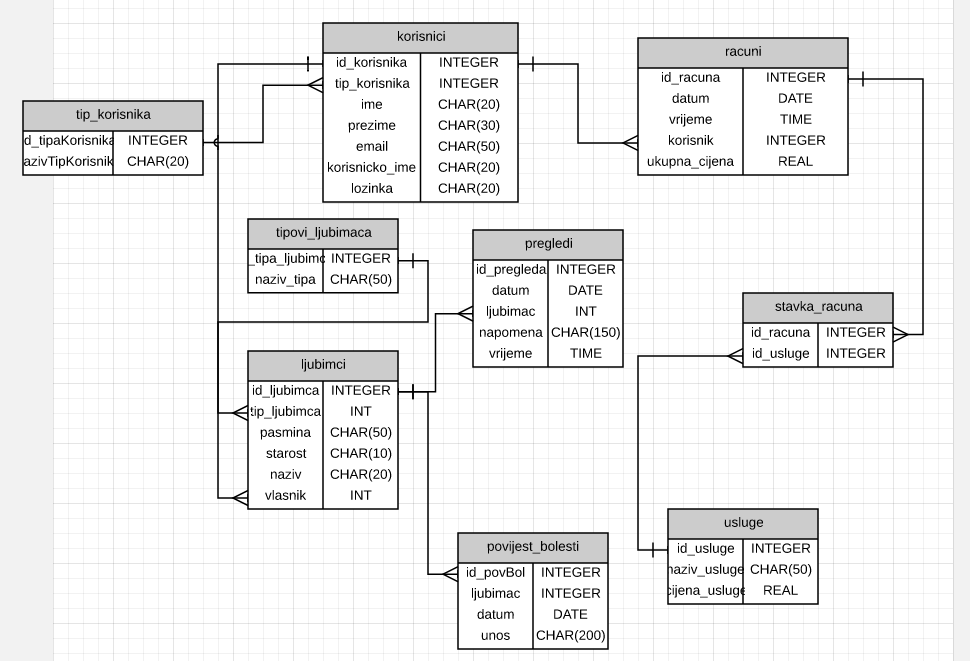 korisnici
id_korisnika INTEGER
tip_korisnika INTEGER
ime CHAR(20)
prezime CHAR(30)
email CHAR(50)
korisnicko_ime CHAR(20)
lozinka CHAR(20)
racuni
id_racuna INTEGER
datum DATE
vrijeme TIME
korisnik INTEGER
ukupna_cijena REAL
tip_korisnika
d_tipaKorisnika INTEGER
azivTipKorisnik CHAR(20)
tipovi_ljubimaca
_tipa_ljubimc INTEGER
naziv_tipa CHAR(50)
pregledi
id_pregleda INTEGER
datum DATE
ljubimac INT
napomena CHAR(150)
vrijeme TIME
stavka_racuna
id_racuna INTEGER
id_usluge INTEGER
ljubimci
id_ljubimca INTEGER
tip_ljubimca INT
pasmina CHAR(50)
starost CHAR(10)
naziv CHAR(20)
vlasnik INT
usluge
id_usluge INTEGER
naziv_usluge CHAR(50)
cijena_usluge REAL
povijest_bolesti
id_povBol INTEGER
ljubimac INTEGER
datum DATE
unos CHAR(200)